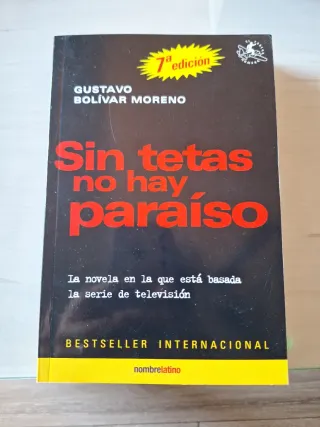 7ª edición
GUSTAVO
BOLÍVAR MORENO
Sin tetas
no hay
paraíso
La novela en la que está basada
la serie de televisión
BESTSELLER INTERNACIONAL
nombrelatino